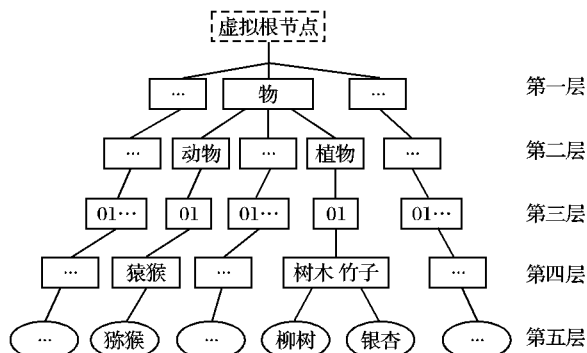 虚拟根节点
… 物 … 第一层
… 动物 … 植物 … 第二层
01… 01 01… 01 01… 第三层
… 猿猴 … 树木 竹子 … 第四层
… 猕猴 … 柳树 银杏 … 第五层